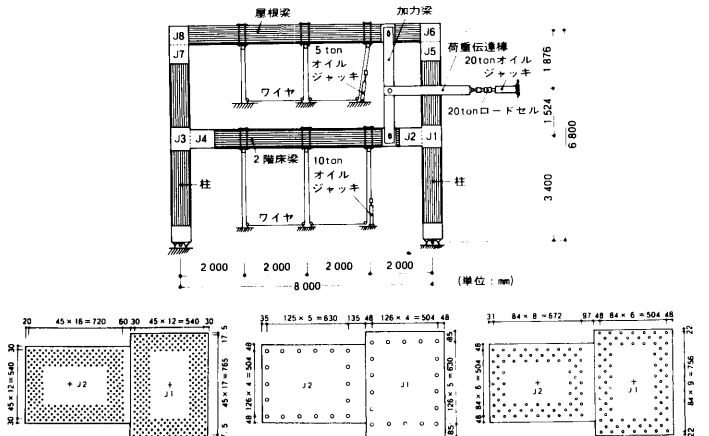 屋根梁
加力梁
J8
J6
J7
J5
5 ton
オイル
ジャッキ
荷重伝達棒
20tonオイル
ジャッキ
ワイヤ
20tonロードセル
1 876
1 524
6 800
3 400
J3
J4
J2
J1
2階床梁
10ton
オイル
ジャッキ
柱
柱
ワイヤ
2 000
2 000
2 000
2 000
8 000
(単位:mm)
20
45×16=720
60
30
45×12=540
30
30
45×12=540
30
+ J2
+
J1
17.5
45×17=765
7.5
35
125×5=630
135
48
126×4=504
48
48
126×4=504
48
J2
J1
85
126×5=630
85
31
84×8=672
97
48
84×6=504
48
48
84×6=504
48
+
J2
+
J1
22
84×9=756
22